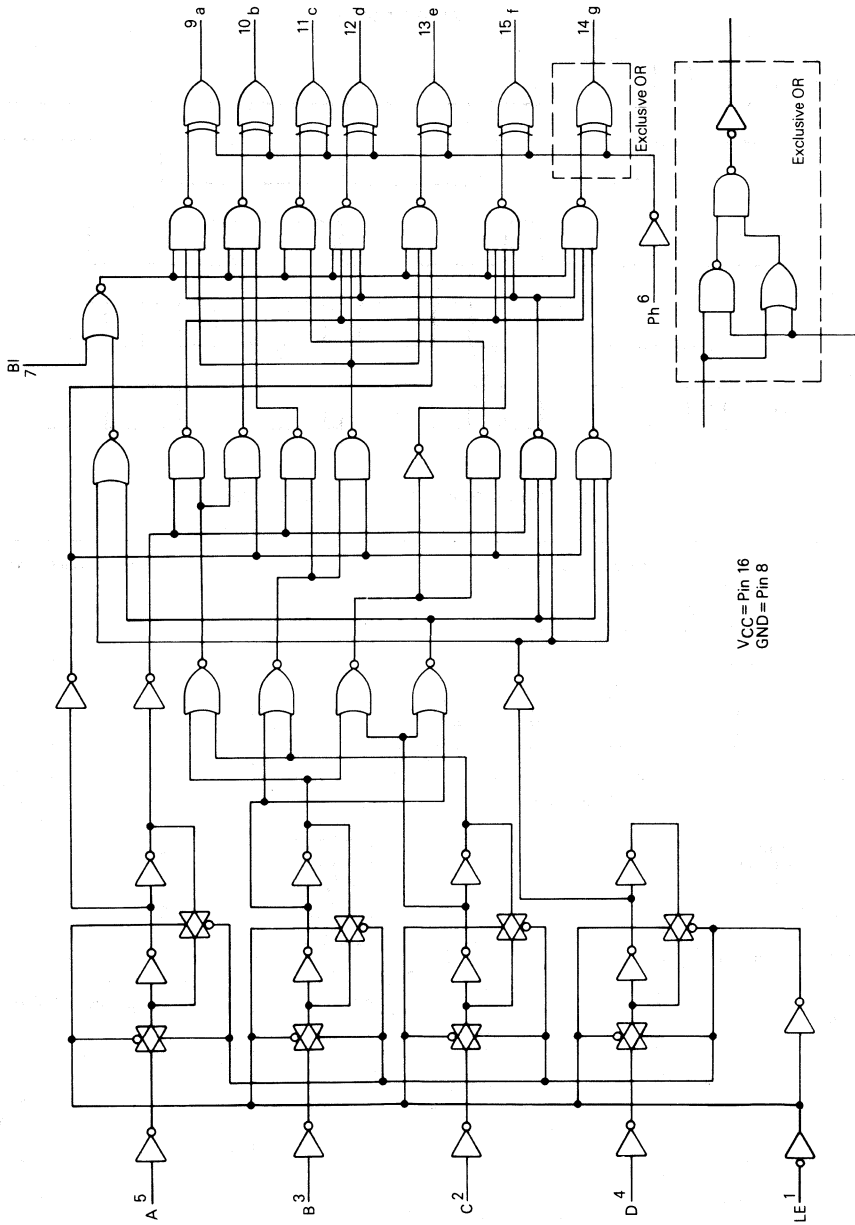 9 a
10 b
11 c
12 d
13 e
15 f
14 g
Exclusive OR
BI
7
Ph 6
Exclusive OR
VCC = Pin 16
GND = Pin 8
A 5
B 3
C 2
D 4
LE 1